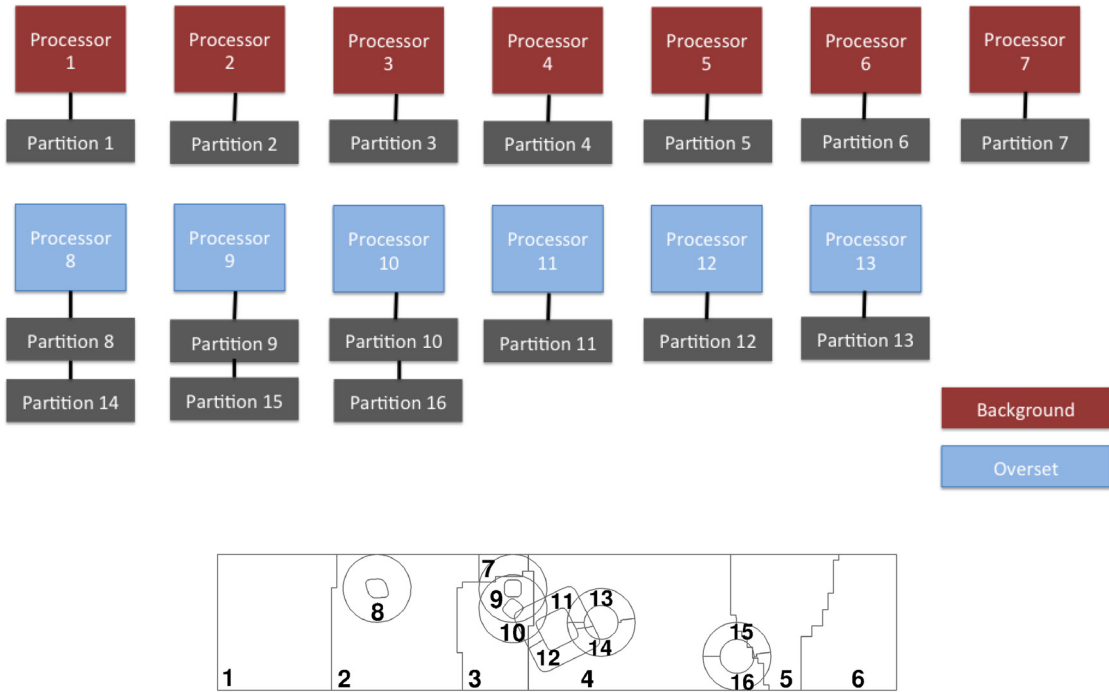 Processor
1
Processor
2
Processor
3
Processor
4
Processor
5
Processor
6
Processor
7
Partition 1
Partition 2
Partition 3
Partition 4
Partition 5
Partition 6
Partition 7
Processor
8
Processor
9
Processor
10
Processor
11
Processor
12
Processor
13
Partition 8
Partition 9
Partition 10
Partition 11
Partition 12
Partition 13
Partition 14
Partition 15
Partition 16
Background
Overset
7
8
9
10
11
13
12
14
15
16
1
2
3
4
5
6